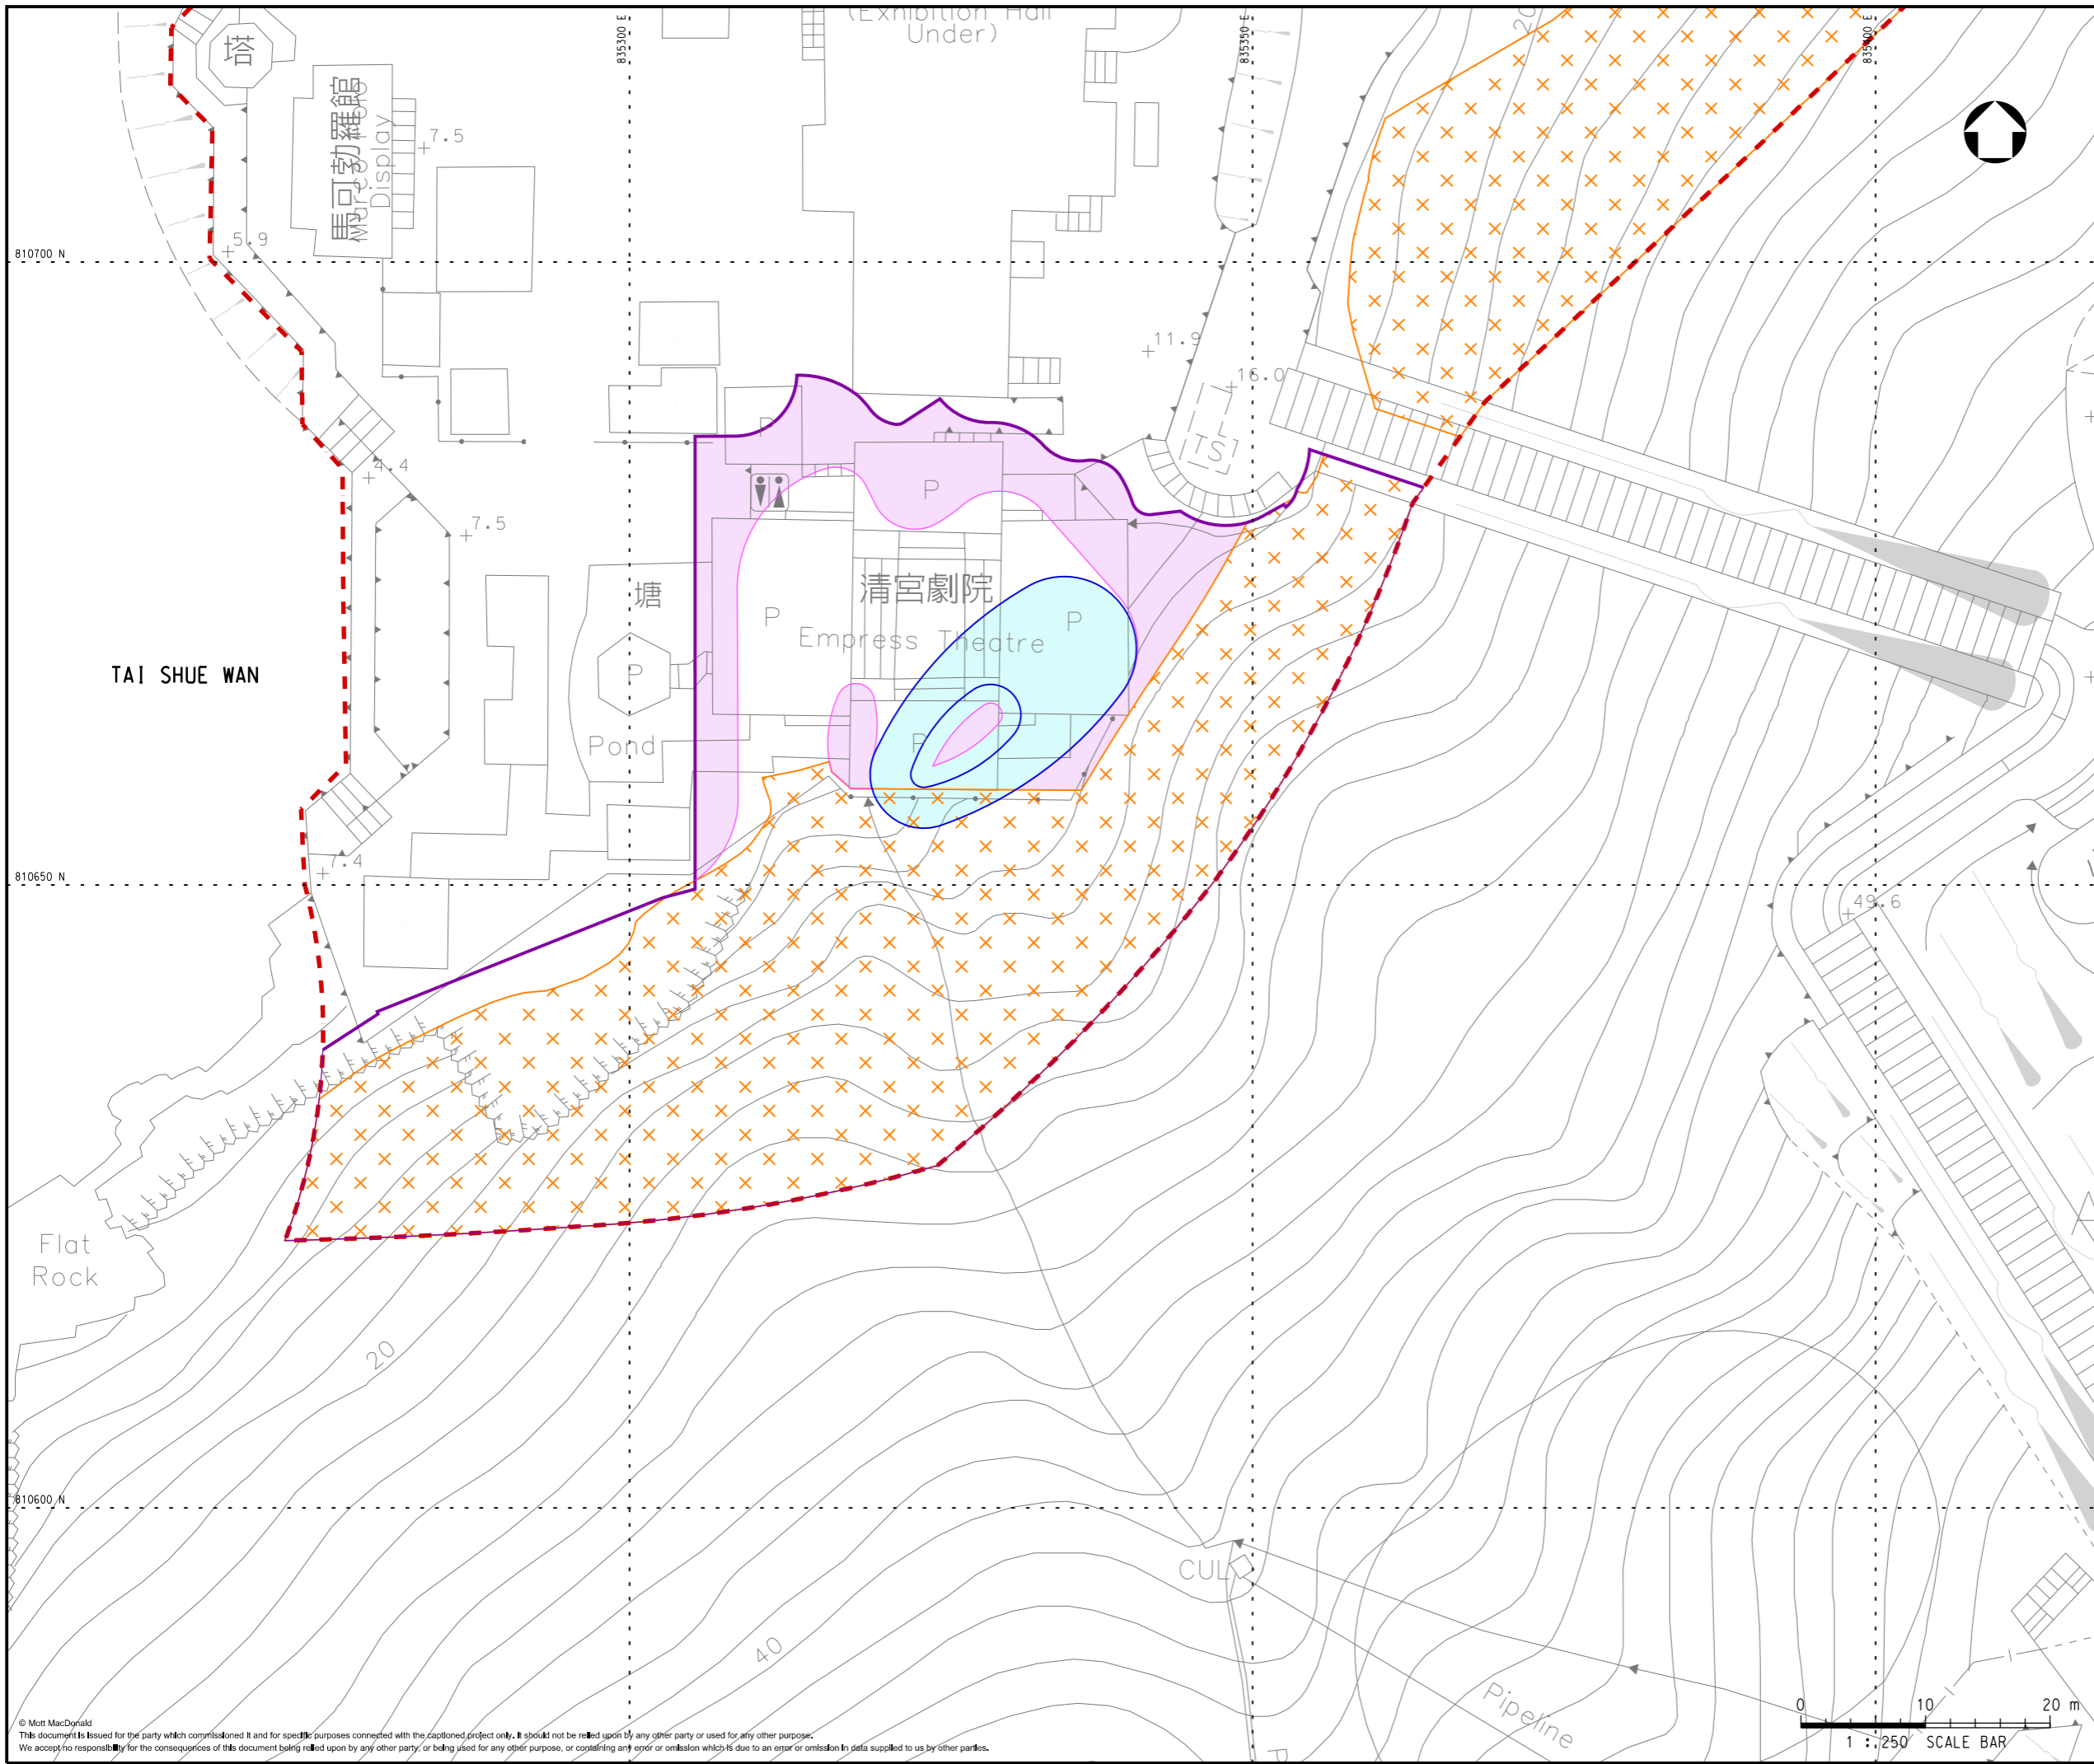 (Exhibition Hall
Under)
835300 E
835350 E
835400 E
20
塔
馬可孛羅館
Marco Polo
Display
+7.5
+5.9
810700 N
+11.9
+16.0
TS
P
P
+4.4
+7.5
清宮劇院
Empress Theatre
P
P
塘
P
Pond
P
TAI SHUE WAN
+7.4
810650 N
+49.6
Flat
Rock
20
810600 N
CUL
40
Pipeline
0 10 20 m
1 : 250 SCALE BAR
© Mott MacDonald
This document is issued for the party which commissioned it and for specific purposes connected with the captioned project only. It should not be relied upon by any other party or used for any other purpose.
We accept no responsibility for the consequences of this document being relied upon by any other party, or being used for any other purpose, or containing any error or omission which is due to an error or omission in data supplied to us by other parties.